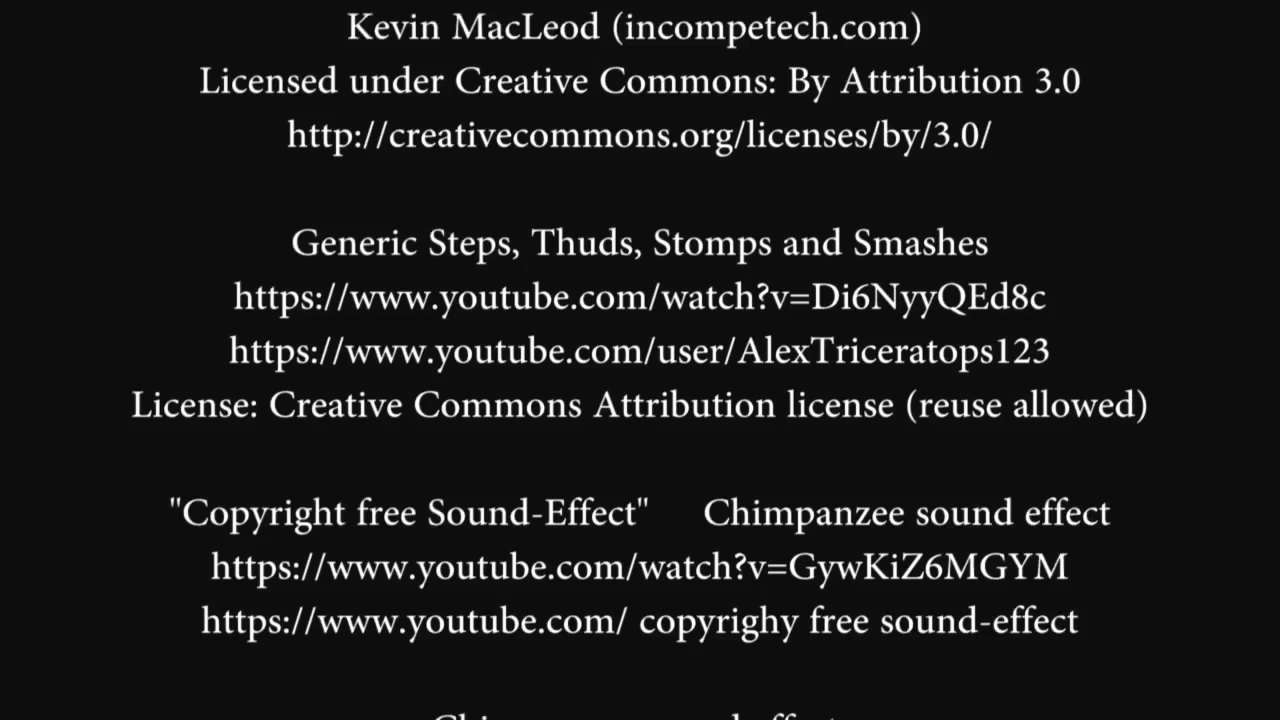 Kevin MacLeod (incompetech.com)
Licensed under Creative Commons: By Attribution 3.0
http://creativecommons.org/licenses/by/3.0/
Generic Steps, Thuds, Stomps and Smashes
https://www.youtube.com/watch?v=Di6NyyQEd8c
https://www.youtube.com/user/AlexTriceratops123
License: Creative Commons Attribution license (reuse allowed)
"Copyright free Sound-Effect" Chimpanzee sound effect
https://www.youtube.com/watch?v=GywKiZ6MGYM
https://www.youtube.com/ copyrighy free sound-effect